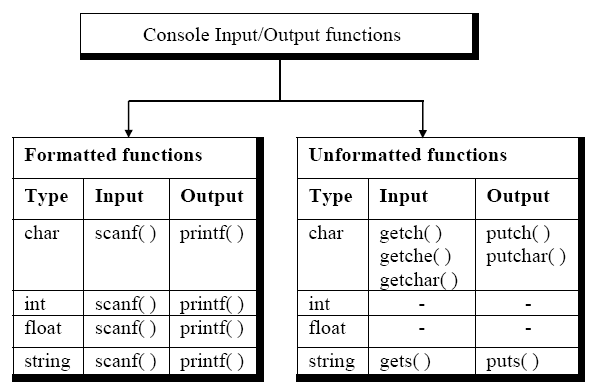 Console Input/Output functions
Formatted functions
Type Input Output
char scanf( ) printf( )
int scanf( ) printf( )
float scanf( ) printf( )
string scanf( ) printf( )
Unformatted functions
Type Input Output
char getch( ) putch( )
getche( ) putchar( )
getchar( )
int - -
float - -
string gets( ) puts( )